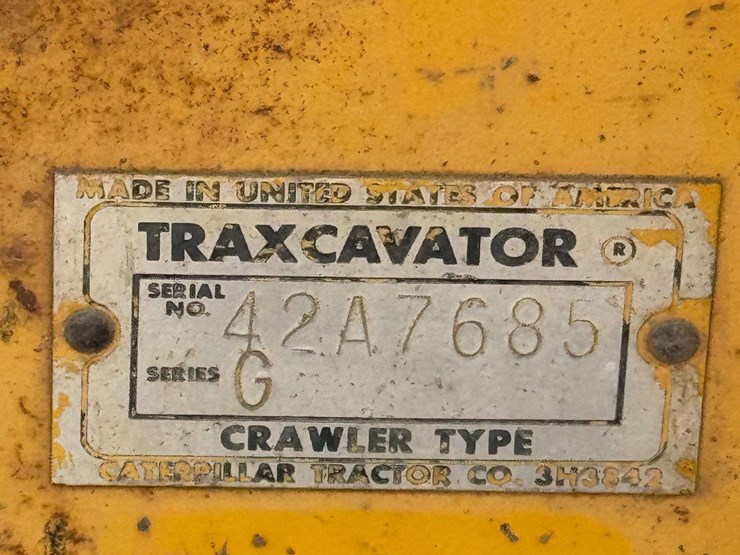 MADE IN UNITED STATES OF AMERICA
TRAXCAVATOR ®
SERIAL NO. 42A7685
SERIES G
CRAWLER TYPE
CATERPILLAR TRACTOR CO. 3H3842